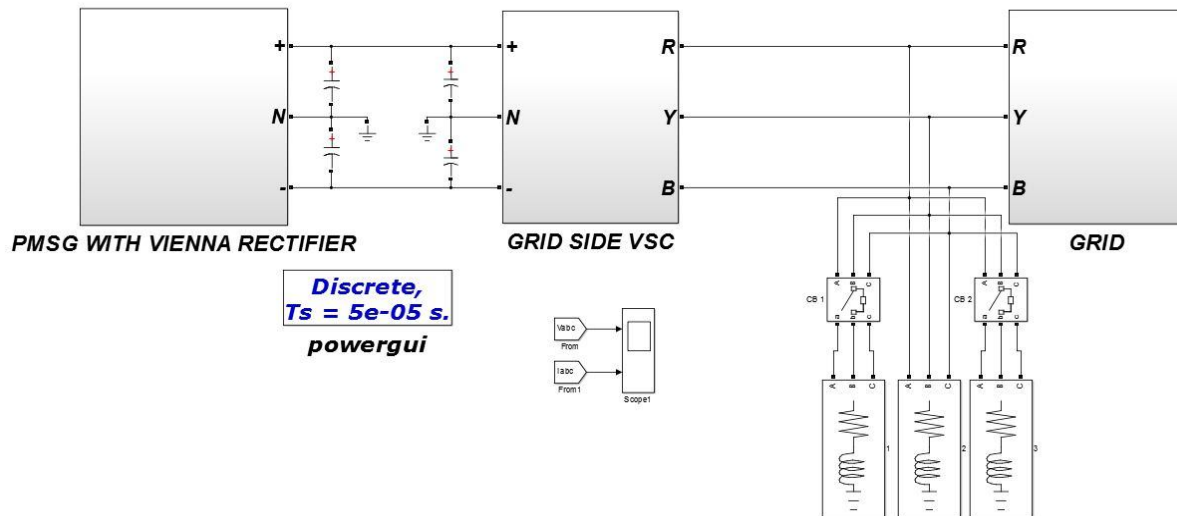 +
N
-
+
N
-
R
Y
B
R
Y
B
PMSG WITH VIENNA RECTIFIER
GRID SIDE VSC
GRID
Discrete,
Ts = 5e-05 s.
powergui
Vabc
From
Iabc
From1
Scope1
CB 1
A
B
C
a
b
c
CB 2
A
B
C
a
b
c
A
B
C
1
A
B
C
2
A
B
C
3